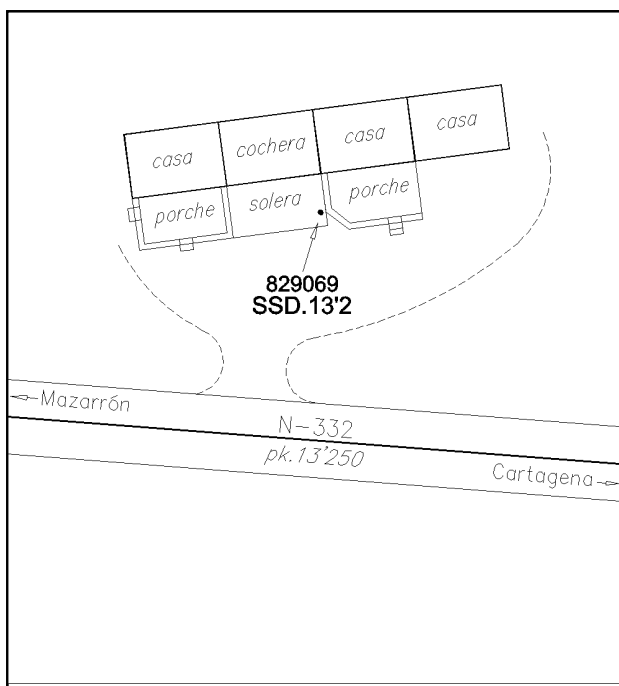 casa
cochera
casa
casa
porche
solera
porche
829069
SSD.13'2
Mazarrón
N-332
pk.13'250
Cartagena